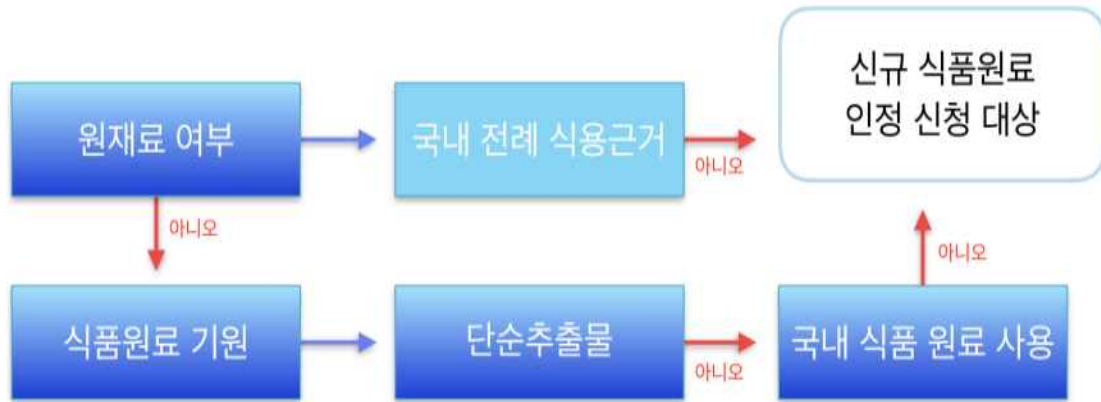 신규 식품원료
인정 신청 대상
원재료 여부
국내 전례 식용근거
아니오
아니오
아니오
식품원료 기원
단순추출물
국내 식품 원료 사용
아니오